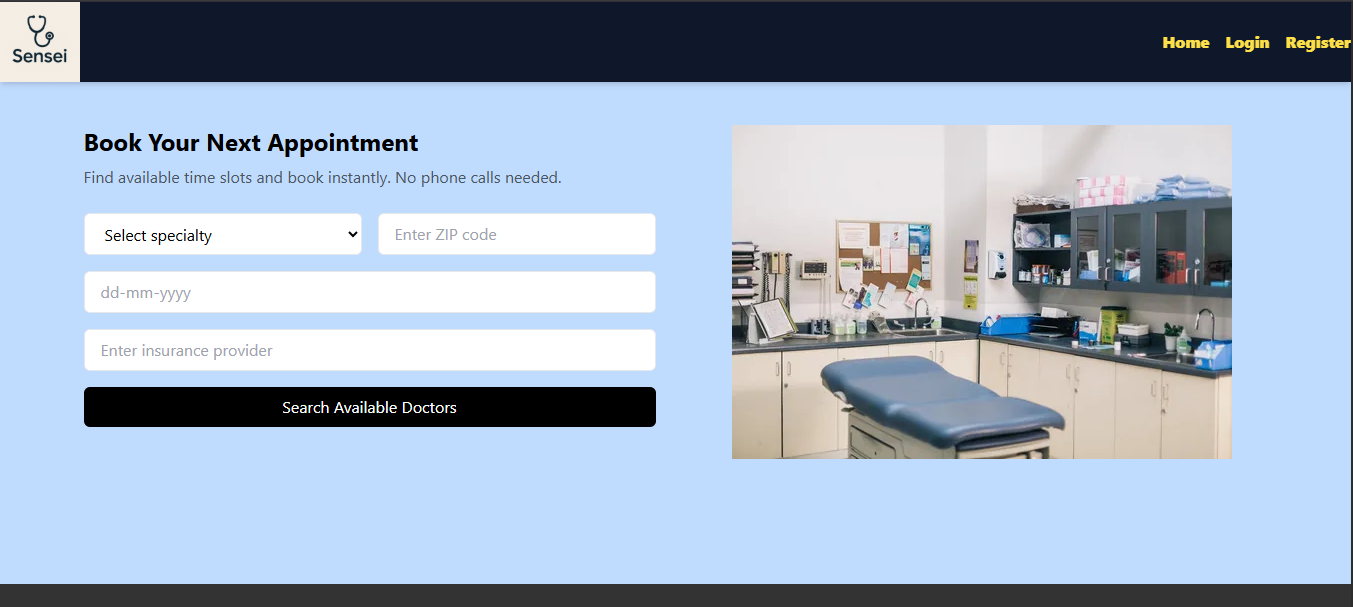 Sensei
Home Login Register
Book Your Next Appointment
Find available time slots and book instantly. No phone calls needed.
Select specialty
Enter ZIP code
dd-mm-yyyy
Enter insurance provider
Search Available Doctors